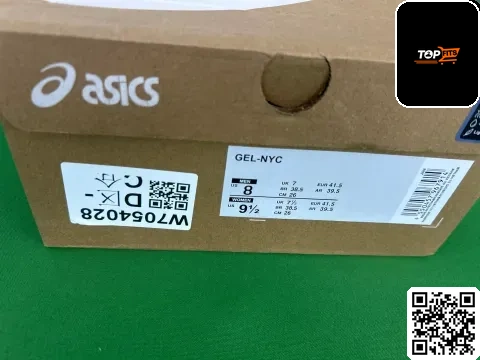 asics
TOP
FITS
GEL-NYC
MEN
US 8
UK 7
EUR 41.5
BR 38.5
AR 39.5
CM 26
WOMEN
US 9½
UK 7½
EUR 41.5
BR 38.5
AR 39.5
CM 26
W7054028
D
C.